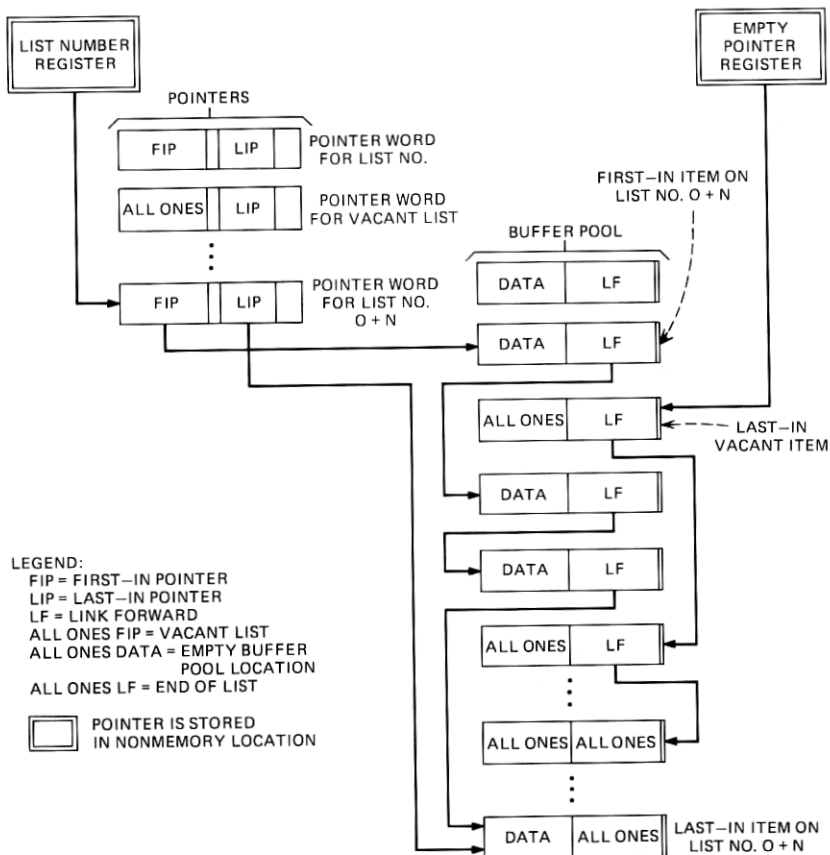 LIST NUMBER
REGISTER
EMPTY
POINTER
REGISTER
POINTERS
FIP
LIP
POINTER WORD
FOR LIST NO.
ALL ONES
LIP
POINTER WORD
FOR VACANT LIST
FIP
LIP
POINTER WORD
FOR LIST NO.
O + N
FIRST–IN ITEM ON
LIST NO. O + N
BUFFER POOL
DATA
LF
DATA
LF
ALL ONES
LF
LAST–IN
VACANT ITEM
DATA
LF
DATA
LF
ALL ONES
LF
ALL ONES
ALL ONES
DATA
ALL ONES
LAST–IN ITEM ON
LIST NO. O + N
LEGEND:
FIP = FIRST–IN POINTER
LIP = LAST–IN POINTER
LF = LINK FORWARD
ALL ONES FIP = VACANT LIST
ALL ONES DATA = EMPTY BUFFER
POOL LOCATION
ALL ONES LF = END OF LIST
POINTER IS STORED
IN NONMEMORY LOCATION